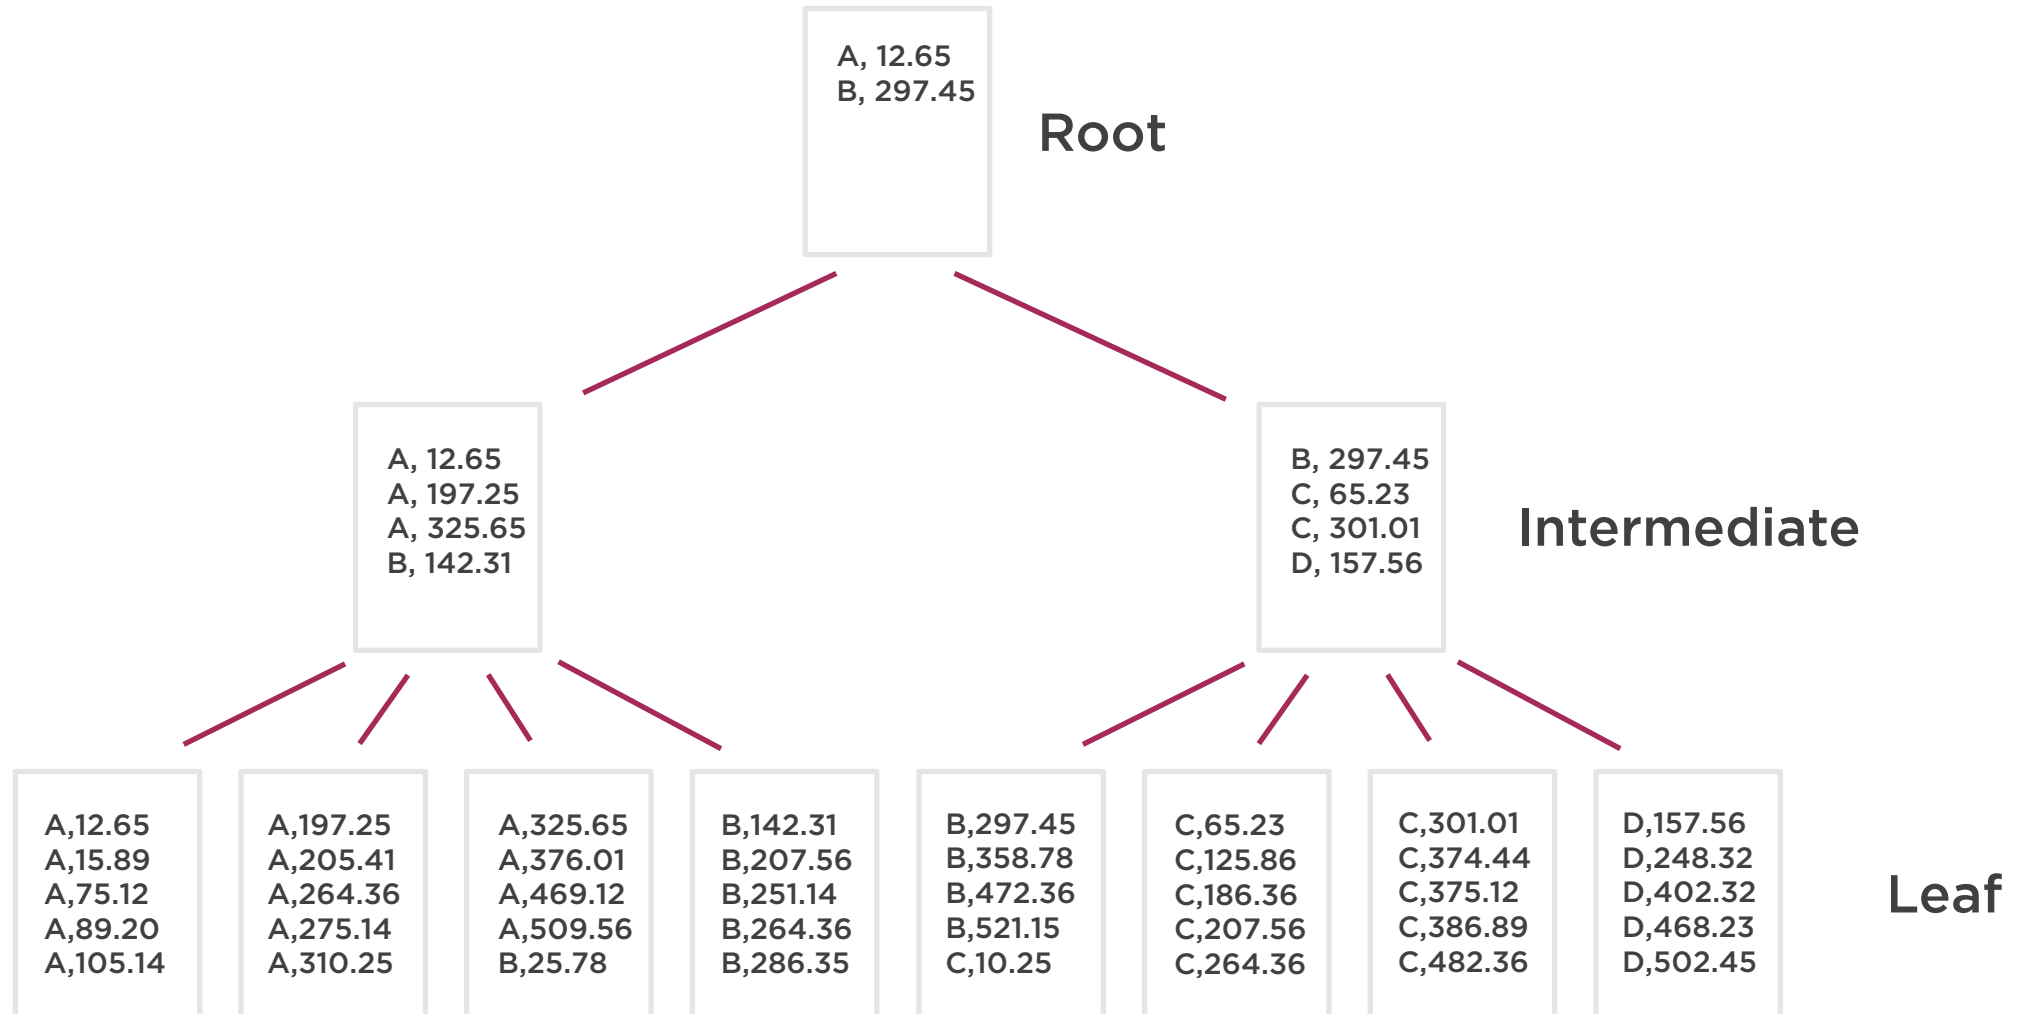 A, 12.65
B, 297.45
Root
A, 12.65
A, 197.25
A, 325.65
B, 142.31
B, 297.45
C, 65.23
C, 301.01
D, 157.56
Intermediate
A,12.65
A,15.89
A,75.12
A,89.20
A,105.14
A,197.25
A,205.41
A,264.36
A,275.14
A,310.25
A,325.65
A,376.01
A,469.12
A,509.56
B,25.78
B,142.31
B,207.56
B,251.14
B,264.36
B,286.35
B,297.45
B,358.78
B,472.36
B,521.15
C,10.25
C,65.23
C,125.86
C,186.36
C,207.56
C,264.36
C,301.01
C,374.44
C,375.12
C,386.89
C,482.36
D,157.56
D,248.32
D,402.32
D,468.23
D,502.45
Leaf